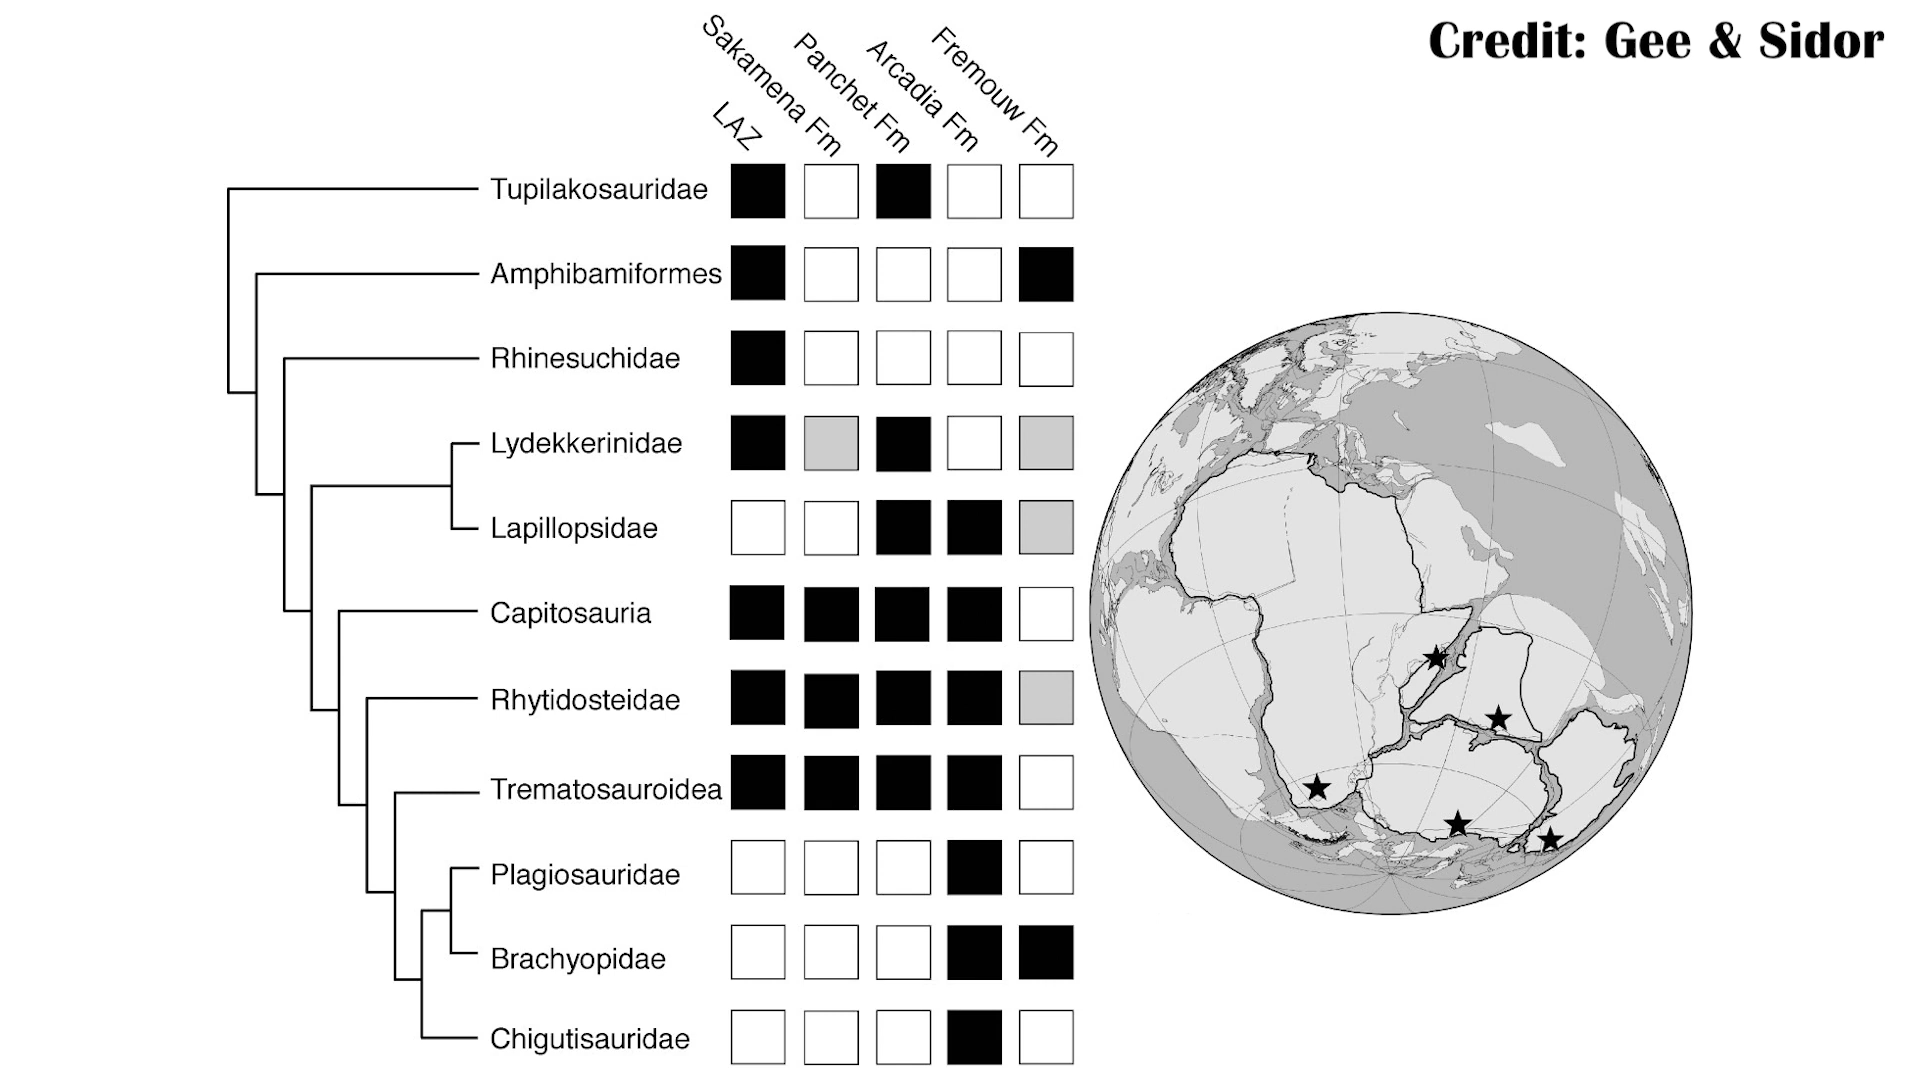 Credit: Gee & Sidor
LAZ
Sakamena Fm
Panchet Fm
Arcadia Fm
Fremouw Fm
Tupilakosauridae
Amphibamiformes
Rhinesuchidae
Lydekkerinidae
Lapillopsidae
Capitosauria
Rhytidosteidae
Trematosauroidea
Plagiosauridae
Brachyopidae
Chigutisauridae